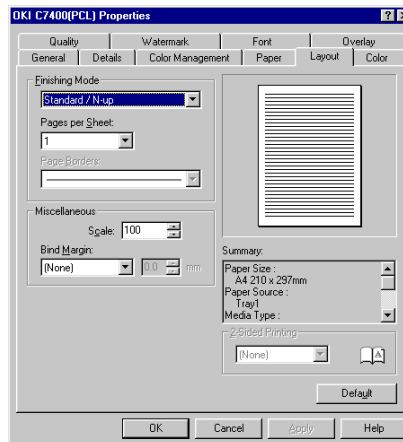 OKI C7400(PCL) Properties
Quality Watermark Font Overlay
General Details Color Management Paper Layout Color
Finishing Mode
Standard / N-up
Pages per Sheet:
1
Page Borders:
Miscellaneous
Scale: 100
Bind Margin:
(None) 0.0 mm
Summary:
Paper Size :
A4 210 x 297mm
Paper Source :
Tray1
Media Type :
2-Sided Printing
(None)
A
Default
OK Cancel Apply Help